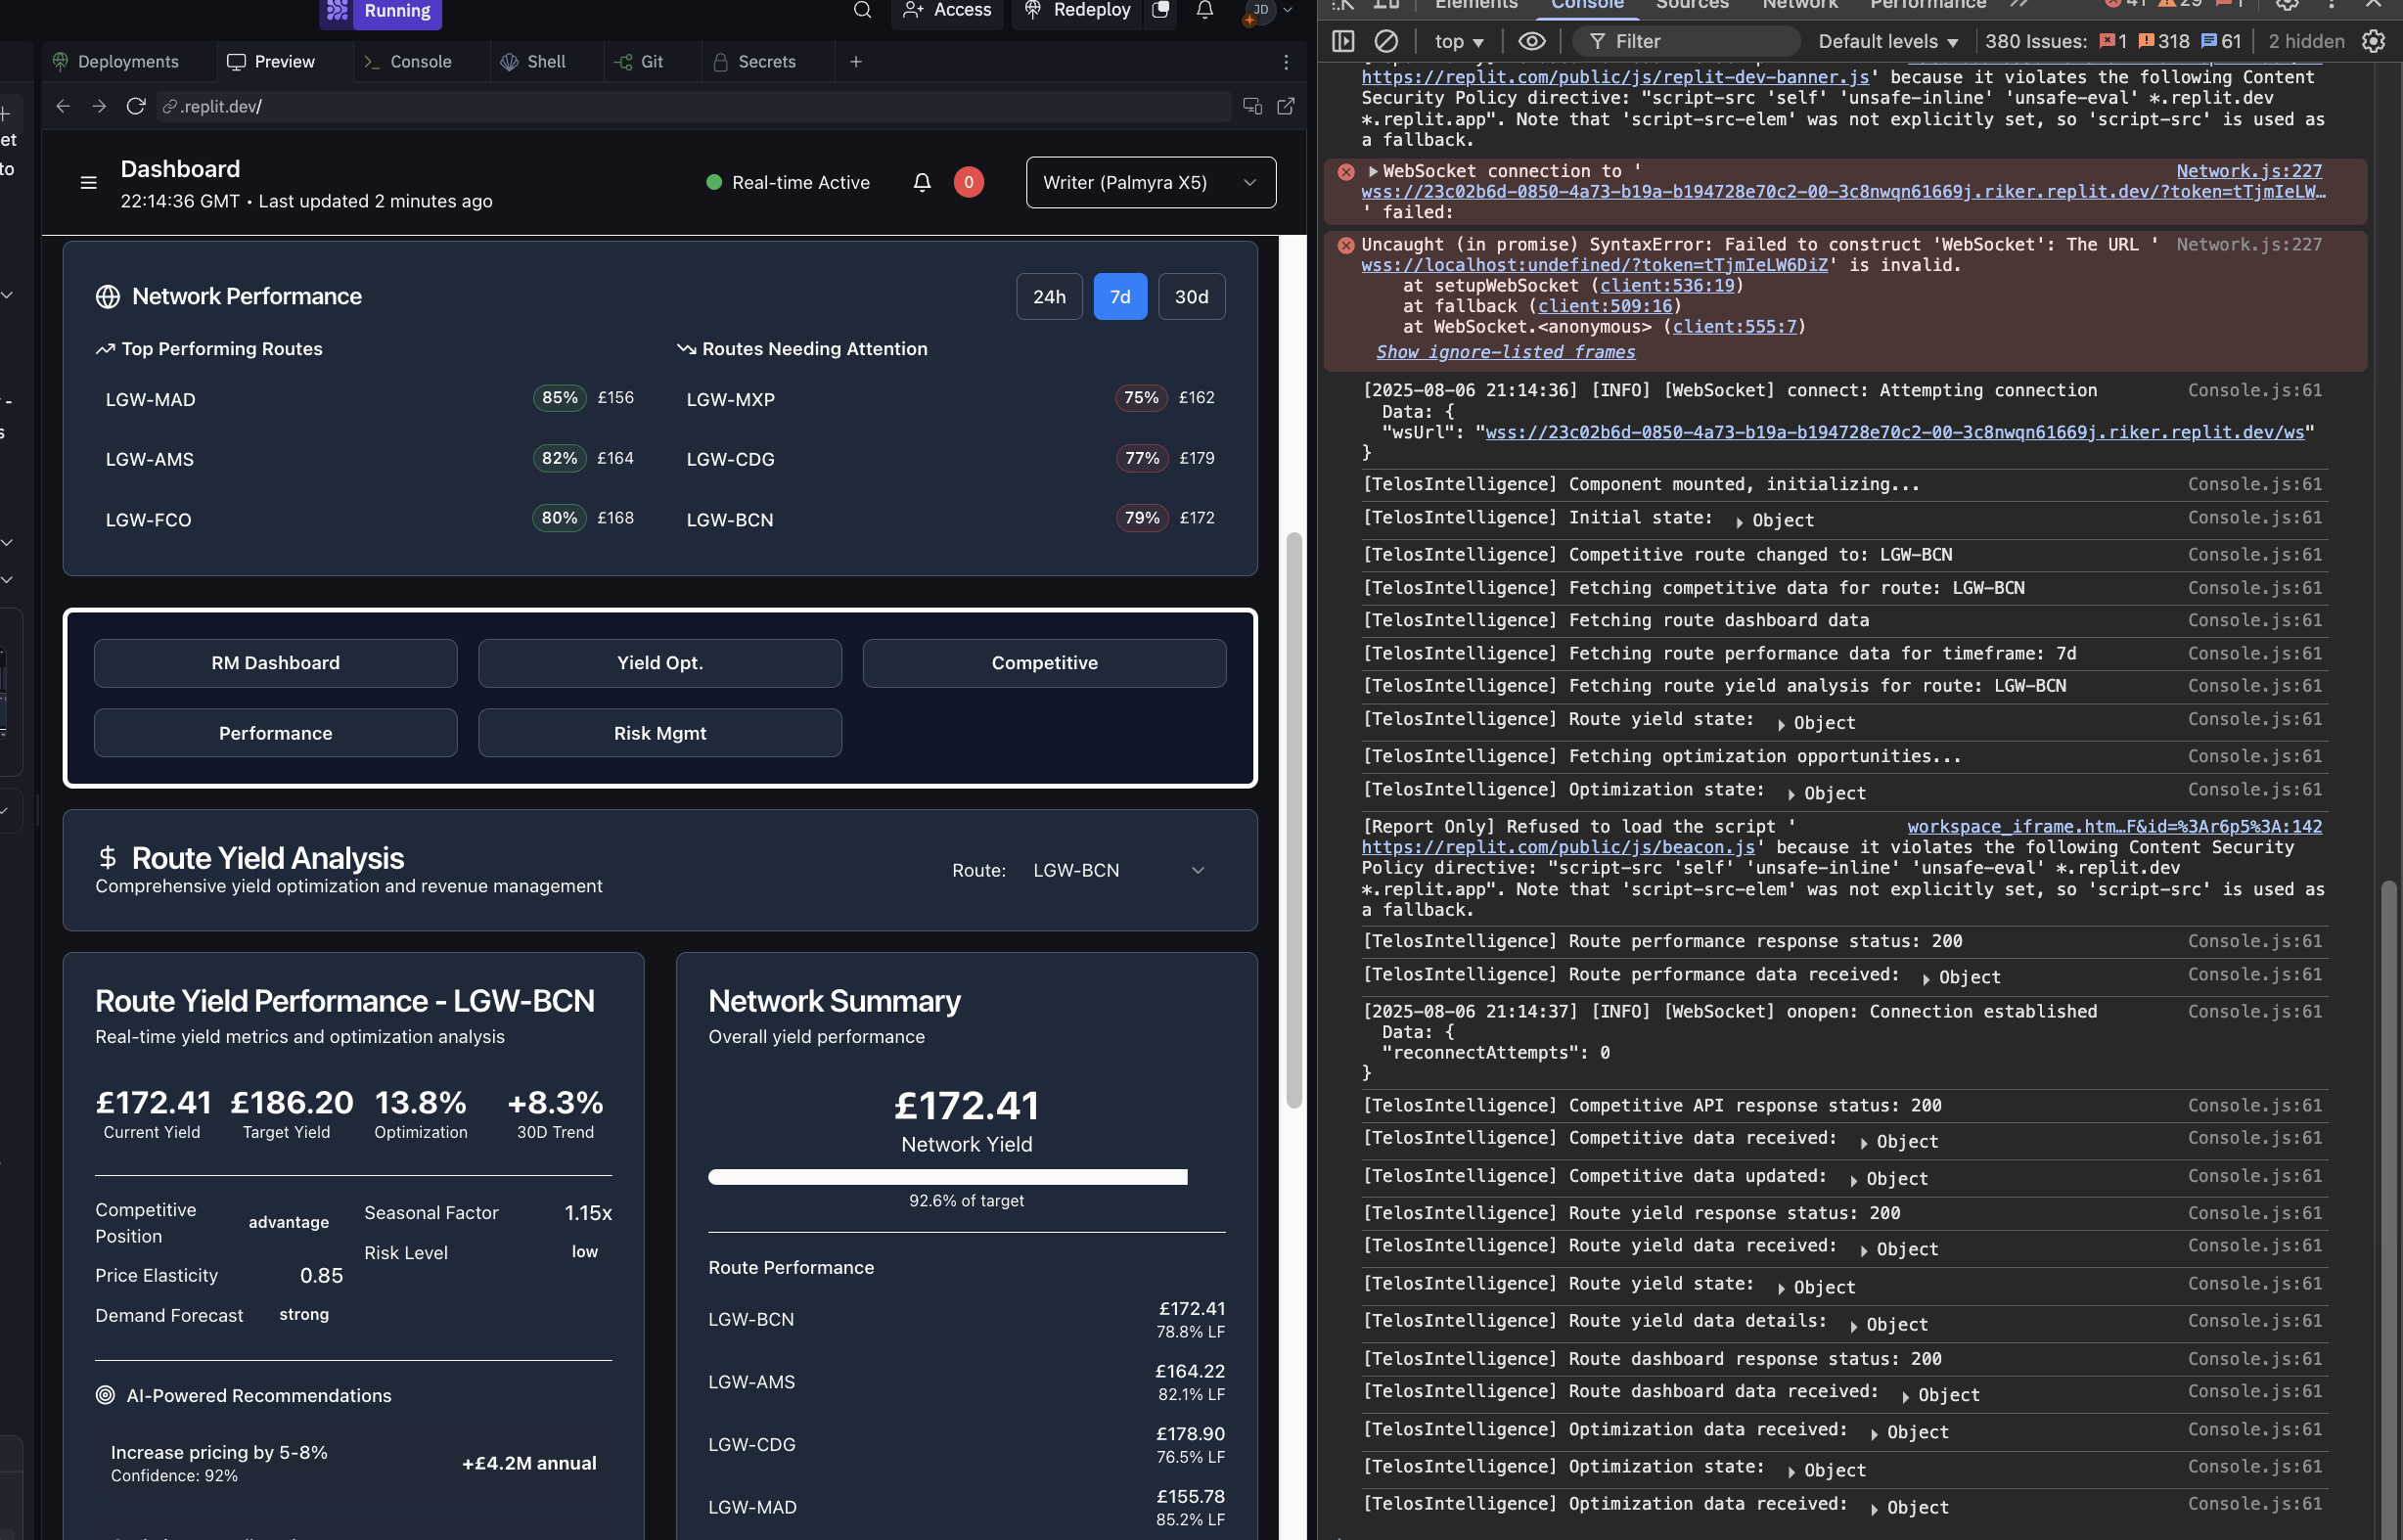 Running
Access
Redeploy
JD
Deployments
Preview
Console
Shell
Git
Secrets
.replit.dev/
et
to
Dashboard
22:14:36 GMT • Last updated 2 minutes ago
Real-time Active
0
Writer (Palmyra X5)
Network Performance
24h
7d
30d
Top Performing Routes
LGW-MAD 85% £156
LGW-AMS 82% £164
LGW-FCO 80% £168
Routes Needing Attention
LGW-MXP 75% £162
LGW-CDG 77% £179
LGW-BCN 79% £172
RM Dashboard
Yield Opt.
Competitive
Performance
Risk Mgmt
Route Yield Analysis
Comprehensive yield optimization and revenue management
Route: LGW-BCN
Route Yield Performance - LGW-BCN
Real-time yield metrics and optimization analysis
£172.41 £186.20 13.8% +8.3%
Current Yield Target Yield Optimization 30D Trend
Competitive
Position
advantage
Price Elasticity 0.85
Demand Forecast strong
Seasonal Factor 1.15x
Risk Level low
AI-Powered Recommendations
Increase pricing by 5-8%
Confidence: 92%
+£4.2M annual
Network Summary
Overall yield performance
£172.41
Network Yield
92.6% of target
Route Performance
LGW-BCN £172.41
78.8% LF
LGW-AMS £164.22
82.1% LF
LGW-CDG £178.90
76.5% LF
LGW-MAD £155.78
85.2% LF
Elements Console Sources Network Performance 41 29 1
top Filter Default levels 380 Issues: 1 318 61 2 hidden
https://replit.com/public/js/replit-dev-banner.js' because it violates the following Content
Security Policy directive: "script-src 'self' 'unsafe-inline' 'unsafe-eval' *.replit.dev
*.replit.app". Note that 'script-src-elem' was not explicitly set, so 'script-src' is used as
a fallback.
WebSocket connection to ' Network.js:227
wss://23c02b6d-0850-4a73-b19a-b194728e70c2-00-3c8nwqn61669j.riker.replit.dev/?token=tTjmIeLW…
' failed:
Uncaught (in promise) SyntaxError: Failed to construct 'WebSocket': The URL ' Network.js:227
wss://localhost:undefined/?token=tTjmIeLW6DiZ' is invalid.
at setupWebSocket (client:536:19)
at fallback (client:509:16)
at WebSocket.<anonymous> (client:555:7)
Show ignore-listed frames
[2025-08-06 21:14:36] [INFO] [WebSocket] connect: Attempting connection Console.js:61
Data: {
"wsUrl": "wss://23c02b6d-0850-4a73-b19a-b194728e70c2-00-3c8nwqn61669j.riker.replit.dev/ws"
}
[TelosIntelligence] Component mounted, initializing... Console.js:61
[TelosIntelligence] Initial state: Object Console.js:61
[TelosIntelligence] Competitive route changed to: LGW-BCN Console.js:61
[TelosIntelligence] Fetching competitive data for route: LGW-BCN Console.js:61
[TelosIntelligence] Fetching route dashboard data Console.js:61
[TelosIntelligence] Fetching route performance data for timeframe: 7d Console.js:61
[TelosIntelligence] Fetching route yield analysis for route: LGW-BCN Console.js:61
[TelosIntelligence] Route yield state: Object Console.js:61
[TelosIntelligence] Fetching optimization opportunities... Console.js:61
[TelosIntelligence] Optimization state: Object Console.js:61
[Report Only] Refused to load the script ' workspace_iframe.htm…F&id=%3Ar6p5%3A:142
https://replit.com/public/js/beacon.js' because it violates the following Content Security
Policy directive: "script-src 'self' 'unsafe-inline' 'unsafe-eval' *.replit.dev
*.replit.app". Note that 'script-src-elem' was not explicitly set, so 'script-src' is used as
a fallback.
[TelosIntelligence] Route performance response status: 200 Console.js:61
[TelosIntelligence] Route performance data received: Object Console.js:61
[2025-08-06 21:14:37] [INFO] [WebSocket] onopen: Connection established Console.js:61
Data: {
"reconnectAttempts": 0
}
[TelosIntelligence] Competitive API response status: 200 Console.js:61
[TelosIntelligence] Competitive data received: Object Console.js:61
[TelosIntelligence] Competitive data updated: Object Console.js:61
[TelosIntelligence] Route yield response status: 200 Console.js:61
[TelosIntelligence] Route yield data received: Object Console.js:61
[TelosIntelligence] Route yield state: Object Console.js:61
[TelosIntelligence] Route yield data details: Object Console.js:61
[TelosIntelligence] Route dashboard response status: 200 Console.js:61
[TelosIntelligence] Route dashboard data received: Object Console.js:61
[TelosIntelligence] Optimization data received: Object Console.js:61
[TelosIntelligence] Optimization state: Object Console.js:61
[TelosIntelligence] Optimization data received: Object Console.js:61